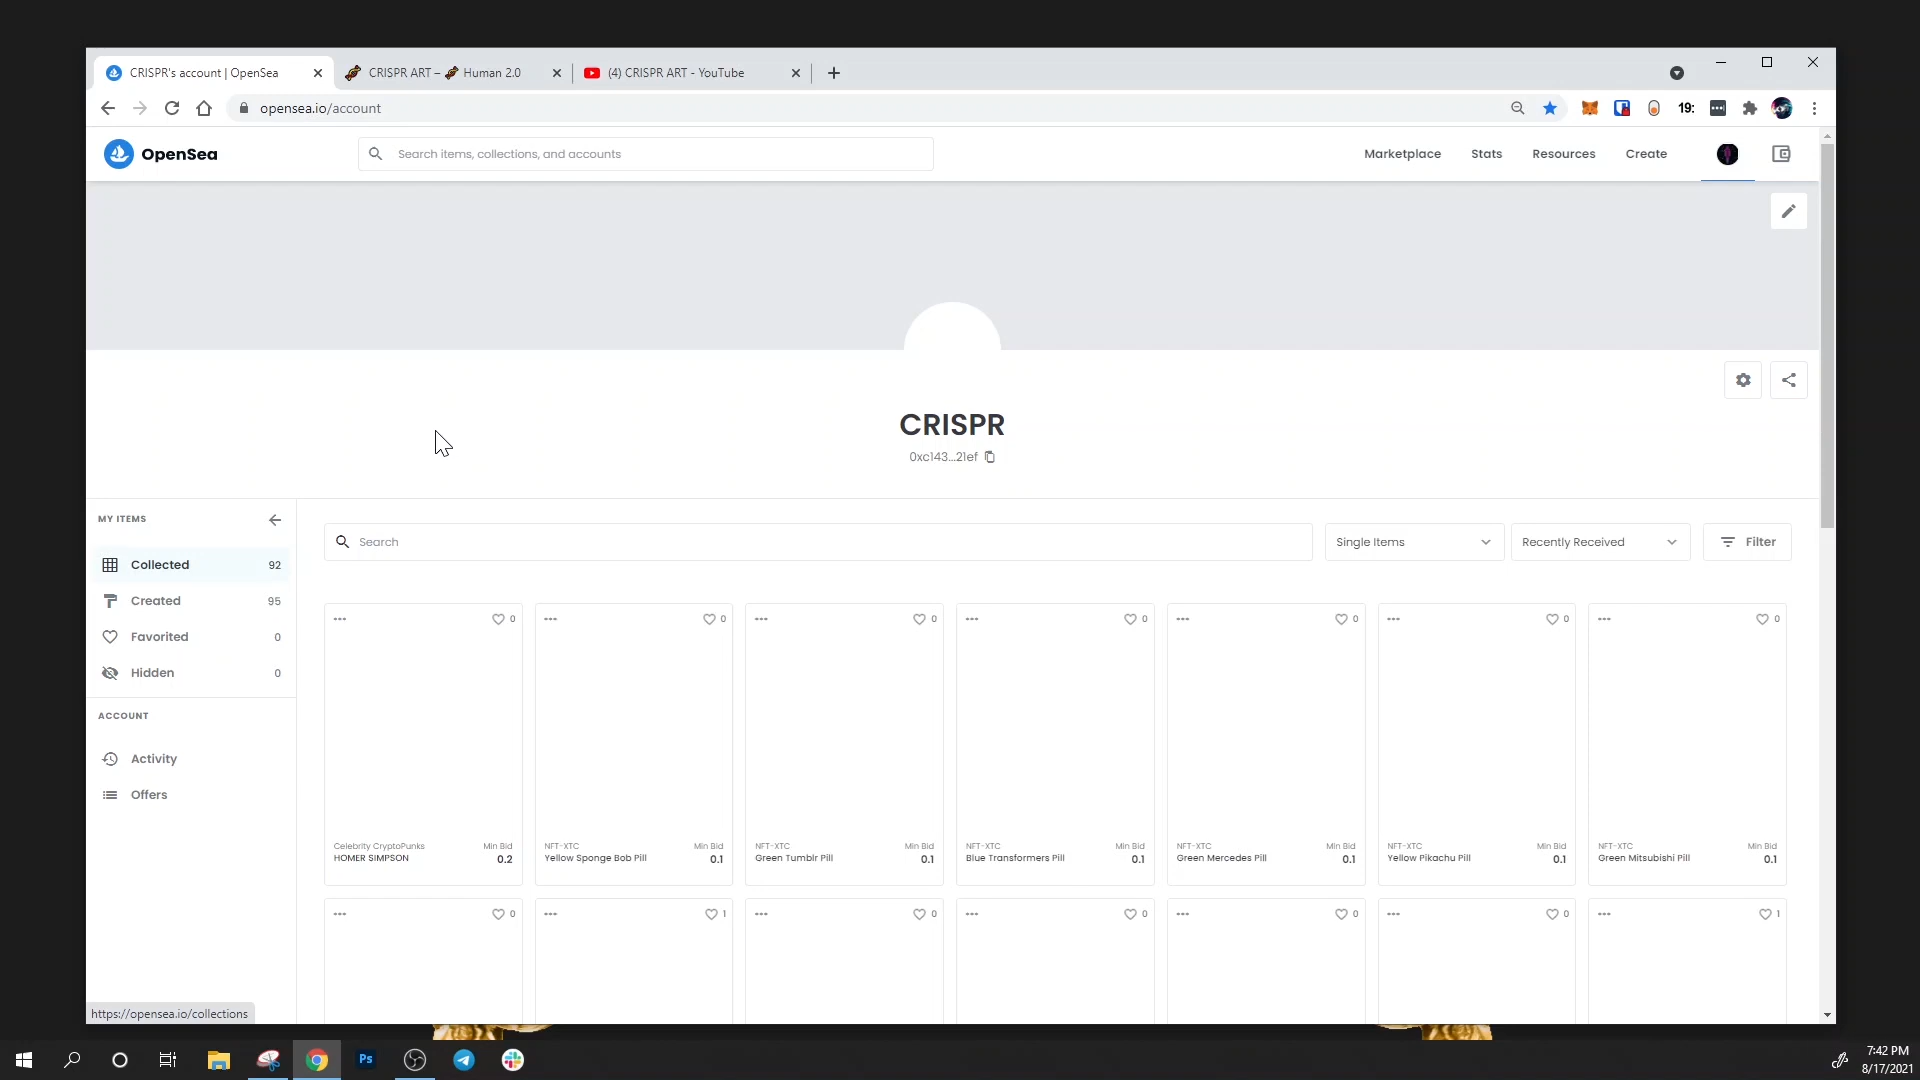 CRISPR's account | OpenSea
CRISPR ART – Human 2.0
(4) CRISPR ART - YouTube
opensea.io/account
19:
OpenSea
Search items, collections, and accounts
Marketplace
Stats
Resources
Create
CRISPR
0xc143...21ef
MY ITEMS
Search
Single Items
Recently Received
Filter
Collected 92
Created 95
Favorited 0
Hidden 0
ACCOUNT
Activity
Offers
0 0 0 0 0 0 0
Celebrity CryptoPunks Min Bid
HOMER SIMPSON 0.2
NFT-XTC Min Bid
Yellow Sponge Bob Pill 0.1
NFT-XTC Min Bid
Green Tumblr Pill 0.1
NFT-XTC Min Bid
Blue Transformers Pill 0.1
NFT-XTC Min Bid
Green Mercedes Pill 0.1
NFT-XTC Min Bid
Yellow Pikachu Pill 0.1
NFT-XTC Min Bid
Green Mitsubishi Pill 0.1
0 1 0 0 0 0 1
https://opensea.io/collections
Ps
7:42 PM
8/17/2021